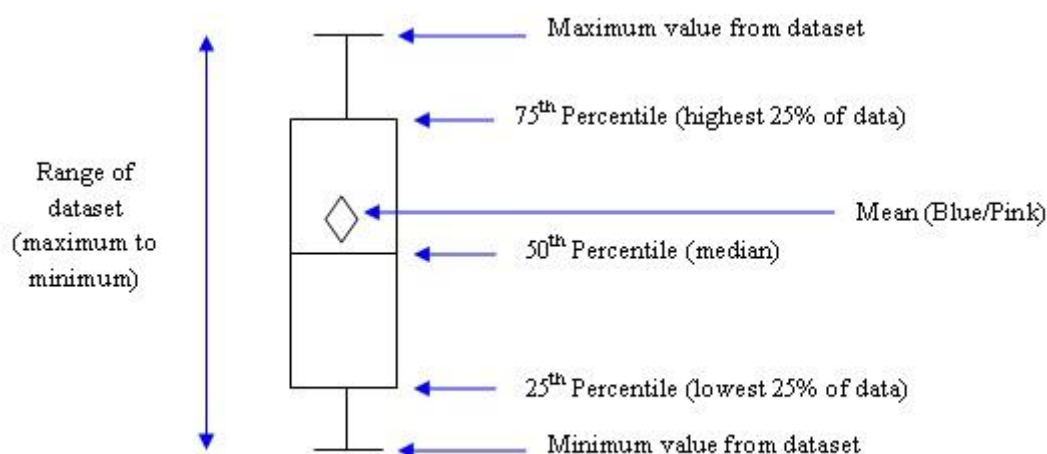 Maximum value from dataset
75th Percentile (highest 25% of data)
Range of
dataset
(maximum to
minimum)
Mean (Blue/Pink)
50th Percentile (median)
25th Percentile (lowest 25% of data)
Minimum value from dataset